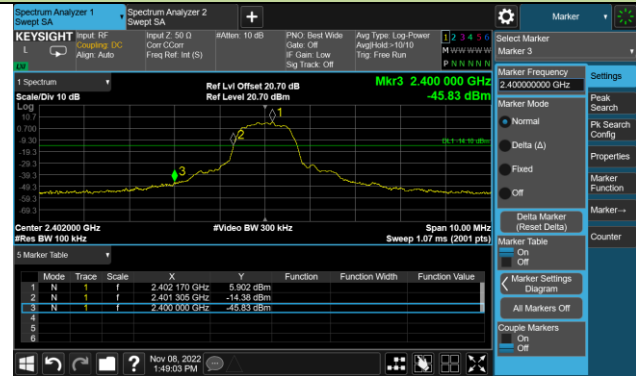 Spectrum Analyzer 1
Swept SA
Spectrum Analyzer 2
Swept SA
+
KEYSIGHT
L
LXI
Input: RF
Coupling: DC
Align: Auto
Input Z: 50 Ω
Corr CCorr
Freq Ref: Int (S)
#Atten: 10 dB
PNO: Best Wide
Gate: Off
IF Gain: Low
Sig Track: Off
Avg Type: Log-Power
Avg|Hold:>10/10
Trig: Free Run
1 2 3 4 5 6
M W W W W W
P N N N N N
1 Spectrum
Scale/Div 10 dB
Ref Lvl Offset 20.70 dB
Ref Level 20.70 dBm
Mkr3 2.400 000 GHz
-45.83 dBm
Log
10.7
0.700
-9.30
-19.3
-29.3
-39.3
-49.3
-59.3
-69.3
1
2
3
DL1 -14.10 dBm
Center 2.402000 GHz
#Res BW 100 kHz
#Video BW 300 kHz
Span 10.00 MHz
Sweep 1.07 ms (2001 pts)
5 Marker Table
Mode Trace Scale X Y Function Function Width Function Value
1 N 1 f 2.402 170 GHz 5.902 dBm
2 N 1 f 2.401 305 GHz -14.38 dBm
3 N 1 f 2.400 000 GHz -45.83 dBm
4
5
6
?
Nov 08, 2022
1:49:03 PM
Marker
Select Marker
Marker 3
Marker Frequency
2.400000000 GHz
Marker Mode
Normal
Delta (Δ)
Fixed
Off
Delta Marker
(Reset Delta)
Marker Table
On
Off
Marker Settings
Diagram
All Markers Off
Couple Markers
On
Off
Settings
Peak
Search
Pk Search
Config
Properties
Marker
Function
Marker→
Counter